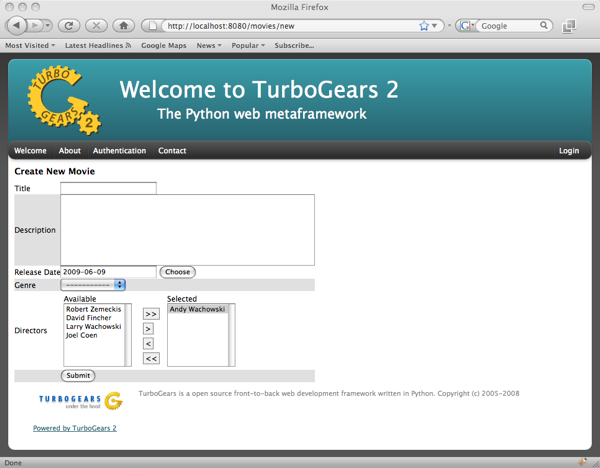 Mozilla Firefox
http://localhost:8080/movies/new
Google
Most Visited Latest Headlines Google Maps News Popular Subscribe...
TURBO GEARS 2
Welcome to TurboGears 2
The Python web metaframework
Welcome About Authentication Contact Login
Create New Movie
Title
Description
Release Date 2009-06-09 Choose
Genre -----------
Available Selected
Robert Zemeckis >> Andy Wachowski
David Fincher
Larry Wachowski >
Joel Coen
Directors <
<<
Submit
TURBOGEARS under the hood TurboGears is a open source front-to-back web development framework written in Python. Copyright (c) 2005-2008
Powered by TurboGears 2
Done